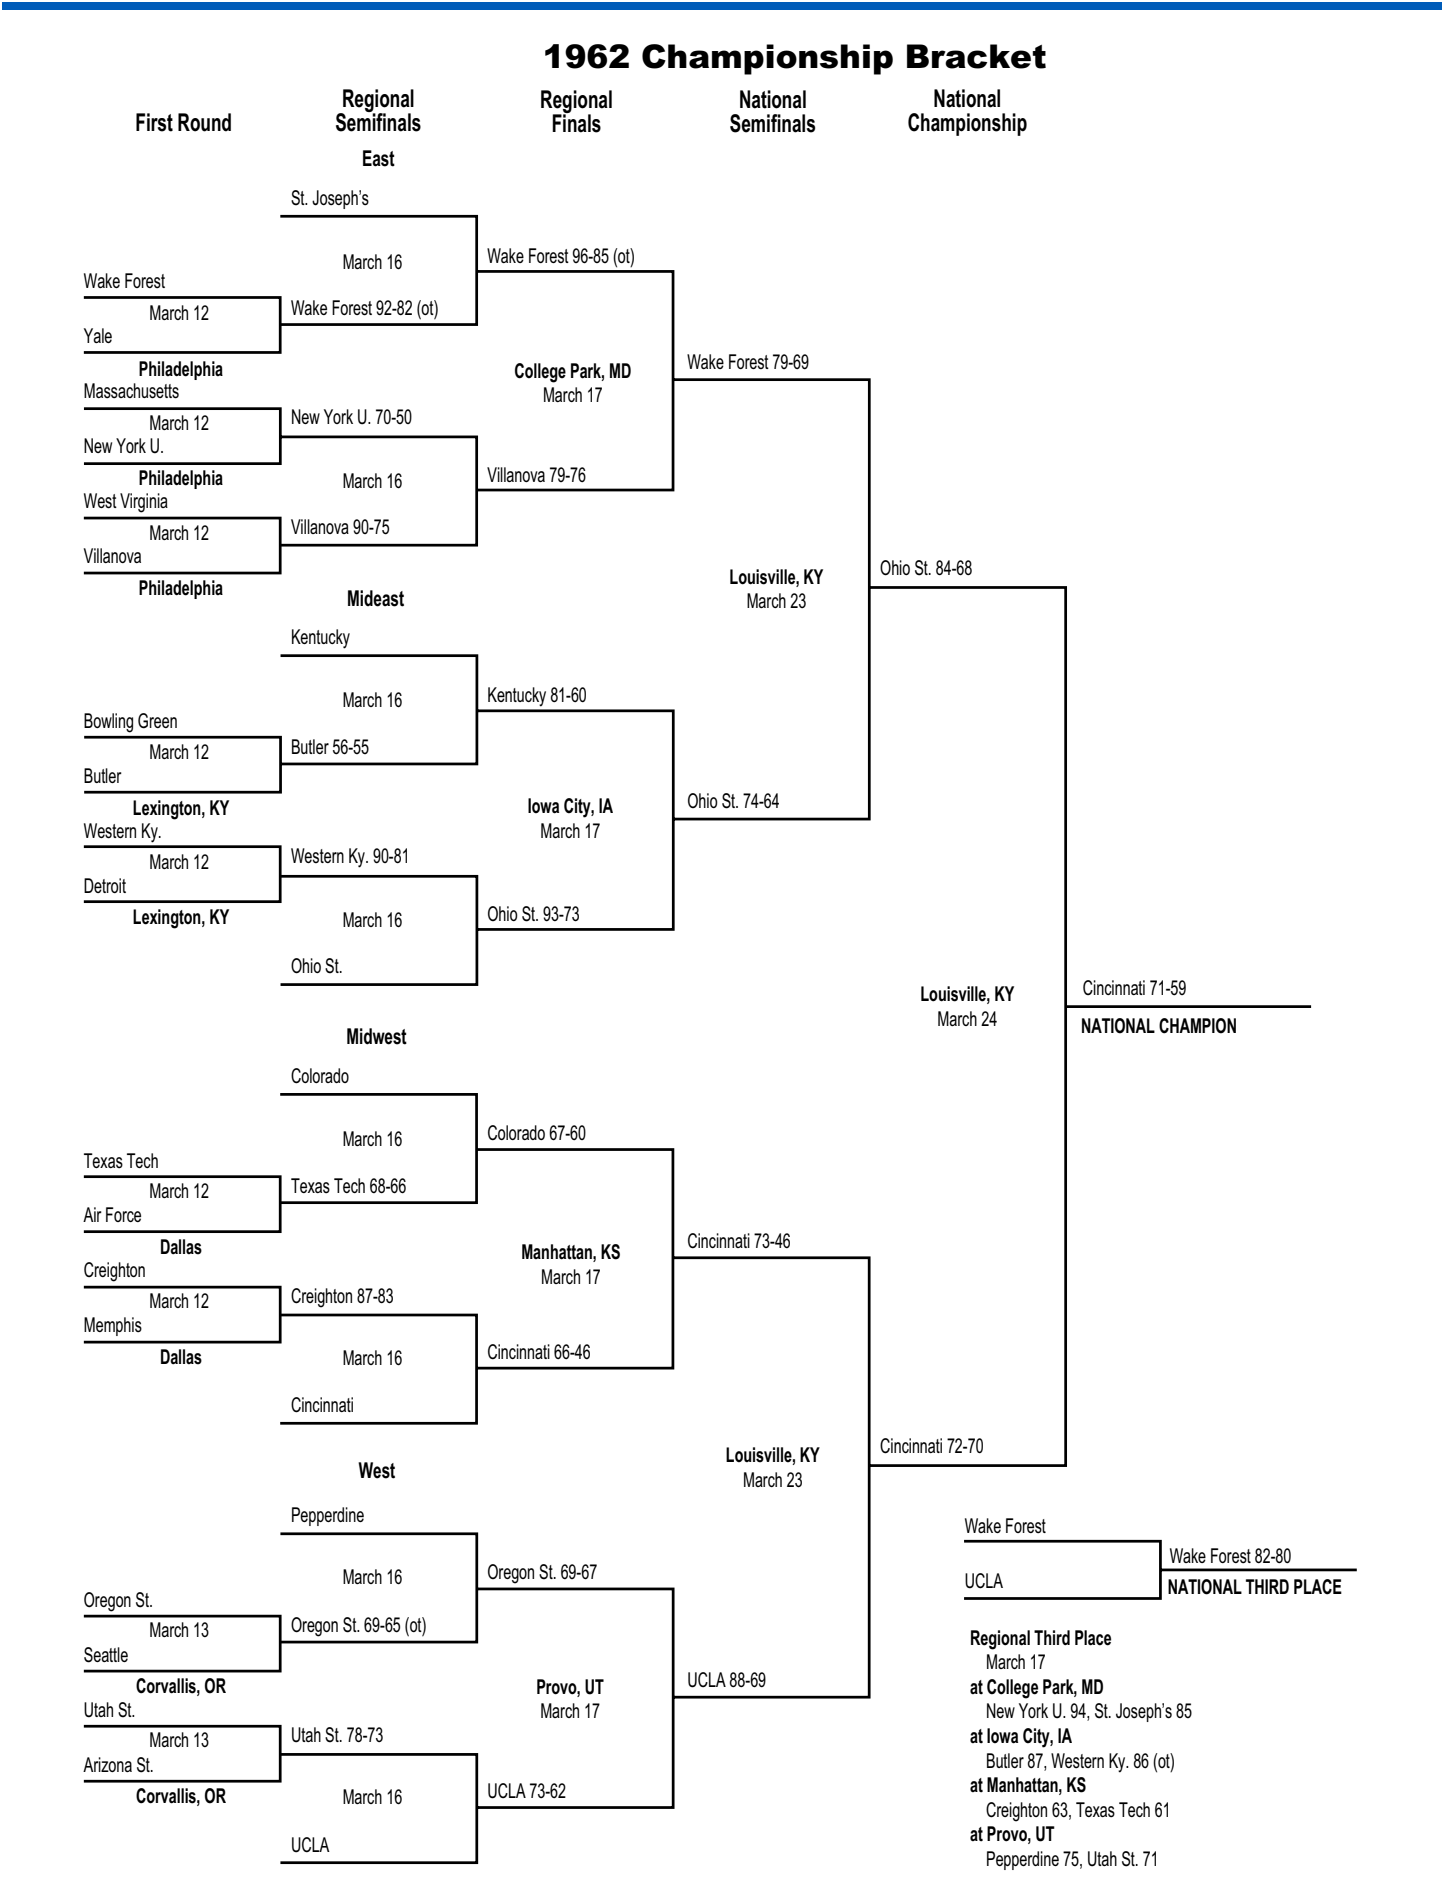 1962 Championship Bracket
First Round
Regional
Semifinals
Regional
Finals
National
Semifinals
National
Championship
East
St. Joseph's
March 16
Wake Forest 96-85 (ot)
Wake Forest
March 12
Wake Forest 92-82 (ot)
Yale
Philadelphia
College Park, MD
March 17
Wake Forest 79-69
Massachusetts
March 12
New York U. 70-50
New York U.
Philadelphia
March 16
Villanova 79-76
West Virginia
March 12
Villanova 90-75
Villanova
Philadelphia
Louisville, KY
March 23
Ohio St. 84-68
Mideast
Kentucky
March 16
Kentucky 81-60
Bowling Green
March 12
Butler 56-55
Butler
Lexington, KY
Iowa City, IA
March 17
Ohio St. 74-64
Western Ky.
March 12
Western Ky. 90-81
Detroit
Lexington, KY
March 16
Ohio St. 93-73
Ohio St.
Louisville, KY
March 24
Cincinnati 71-59
NATIONAL CHAMPION
Midwest
Colorado
March 16
Colorado 67-60
Texas Tech
March 12
Texas Tech 68-66
Air Force
Dallas
Manhattan, KS
March 17
Cincinnati 73-46
Creighton
March 12
Creighton 87-83
Memphis
Dallas
March 16
Cincinnati 66-46
Cincinnati
Louisville, KY
March 23
Cincinnati 72-70
West
Pepperdine
March 16
Oregon St. 69-67
Oregon St.
March 13
Oregon St. 69-65 (ot)
Seattle
Corvallis, OR
Provo, UT
March 17
UCLA 88-69
Utah St.
March 13
Utah St. 78-73
Arizona St.
Corvallis, OR
March 16
UCLA 73-62
UCLA
Wake Forest
Wake Forest 82-80
UCLA
NATIONAL THIRD PLACE
Regional Third Place
March 17
at College Park, MD
New York U. 94, St. Joseph's 85
at Iowa City, IA
Butler 87, Western Ky. 86 (ot)
at Manhattan, KS
Creighton 63, Texas Tech 61
at Provo, UT
Pepperdine 75, Utah St. 71